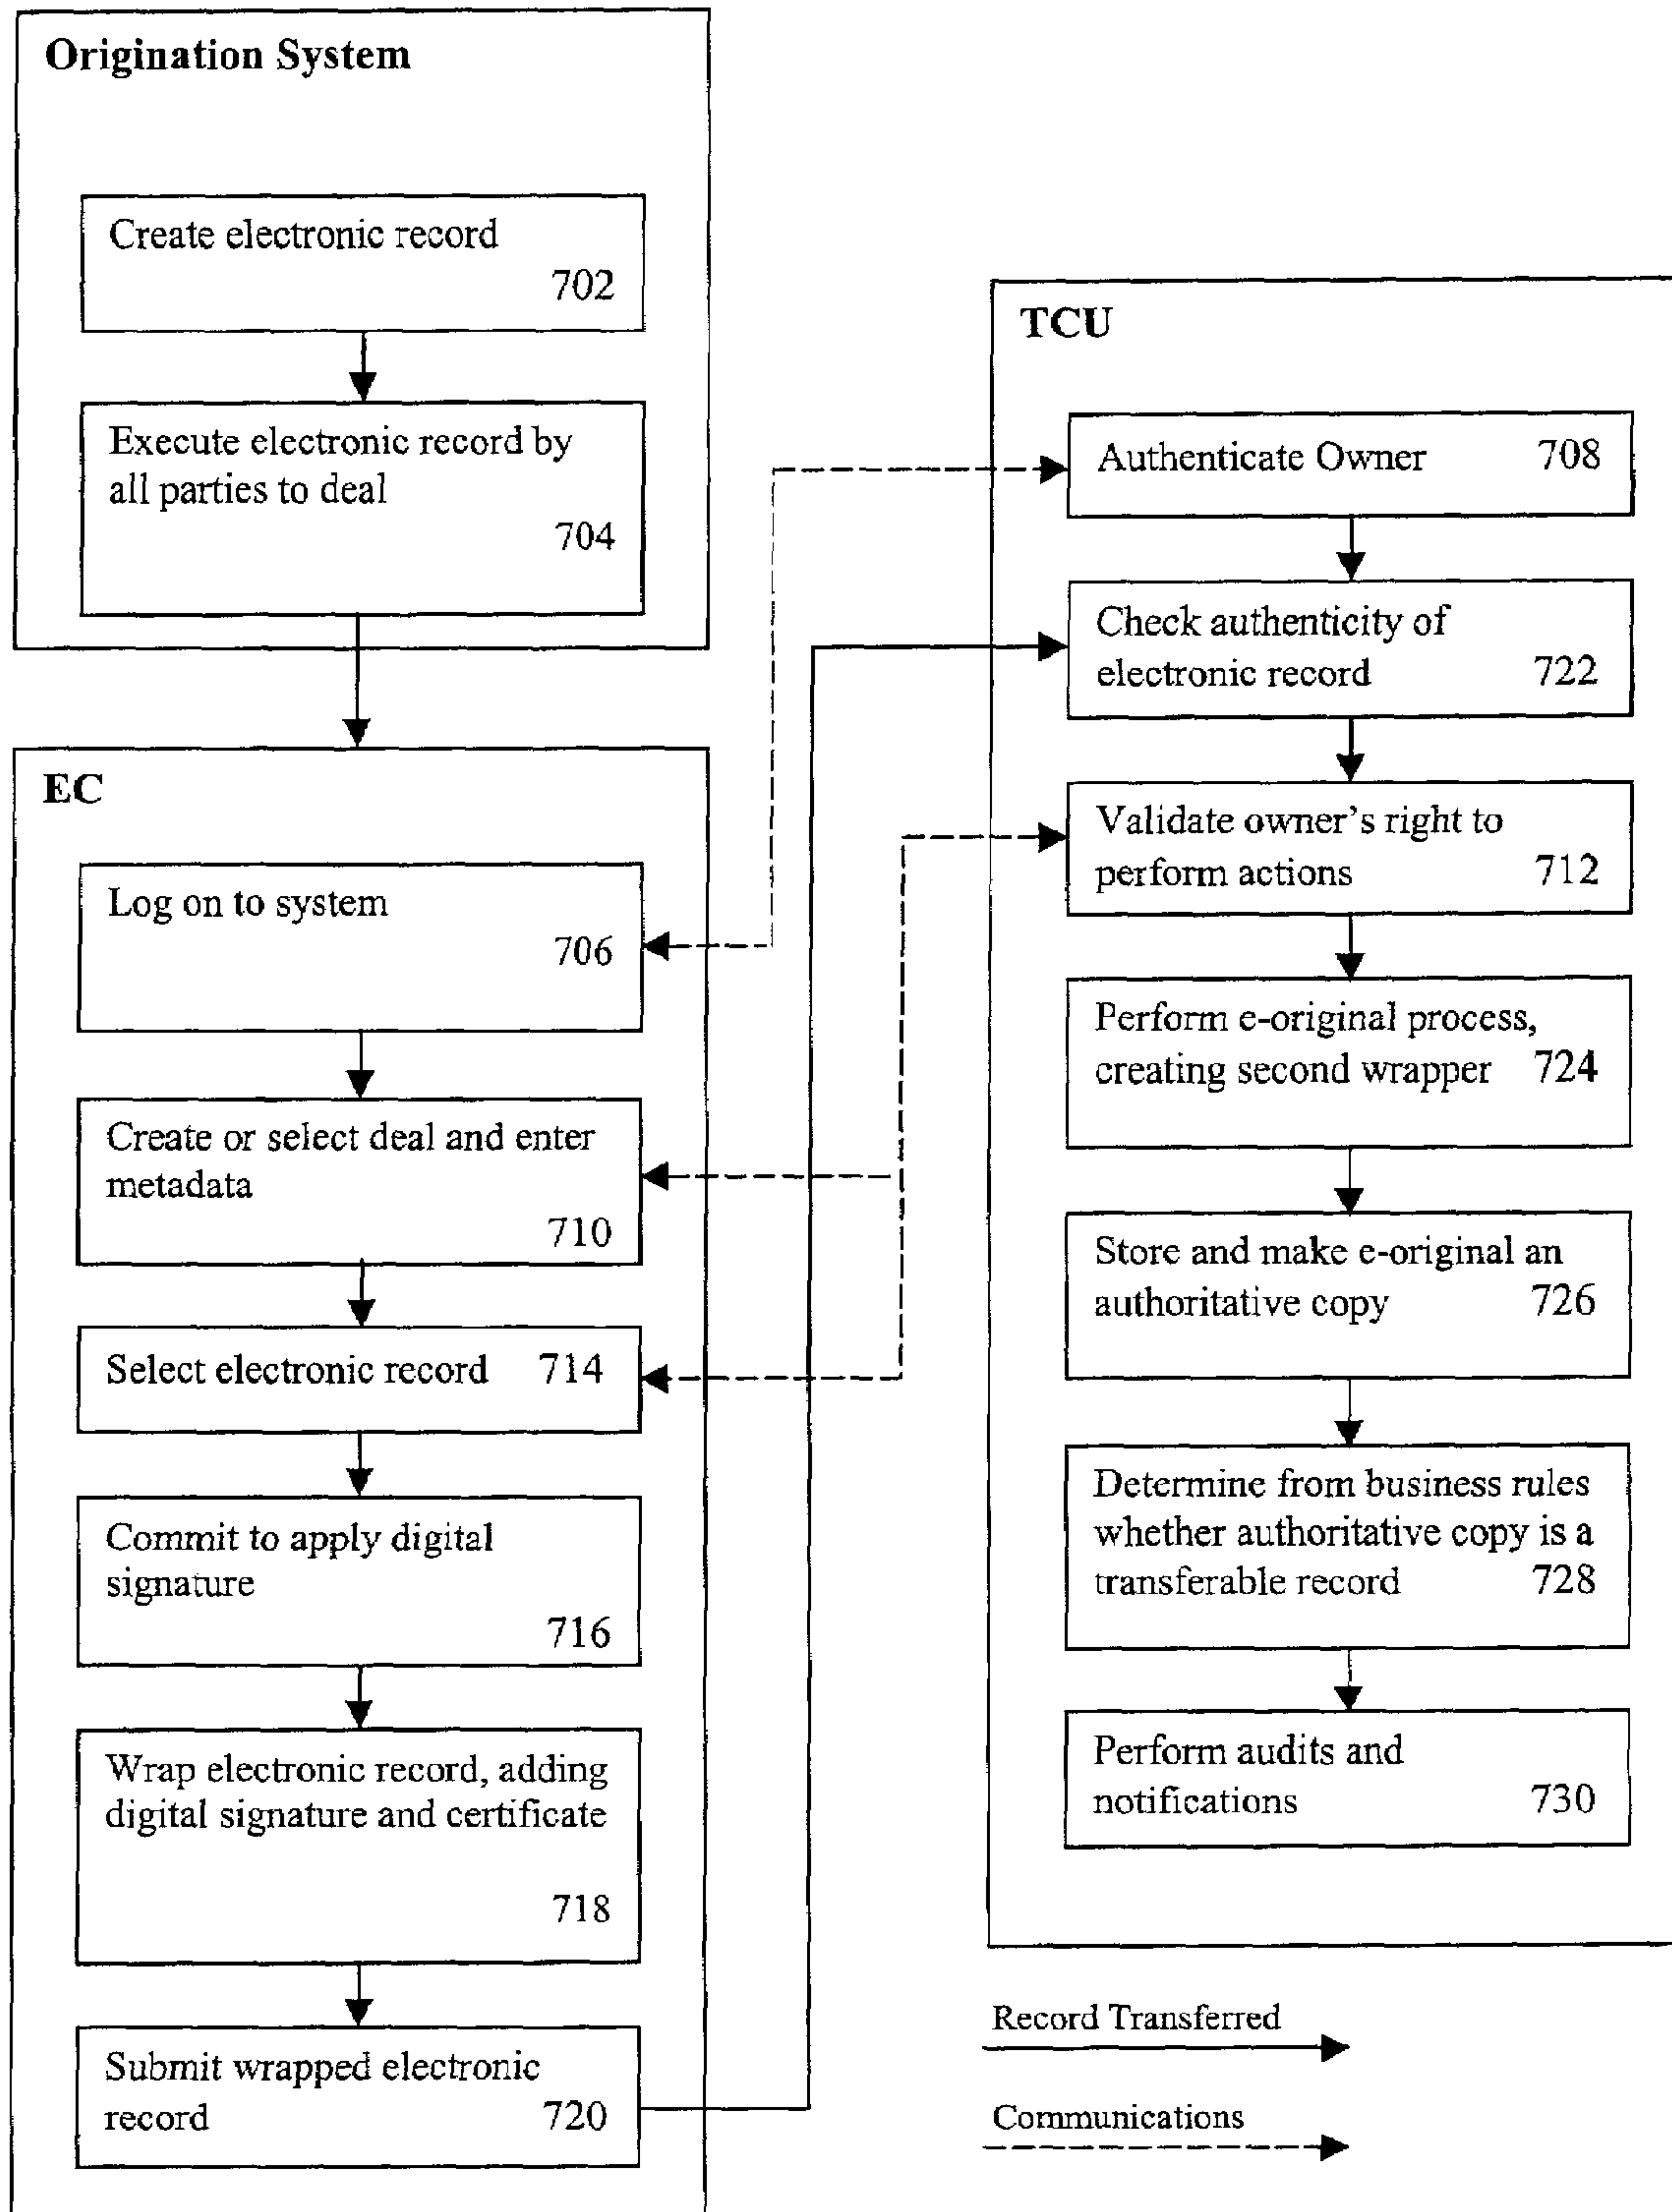 Origination System
Create electronic record
702
Execute electronic record by
all parties to deal
704
EC
Log on to system
706
Create or select deal and enter
metadata
710
Select electronic record 714
Commit to apply digital
signature
716
Wrap electronic record, adding
digital signature and certificate
718
Submit wrapped electronic
record 720
TCU
Authenticate Owner 708
Check authenticity of
electronic record 722
Validate owner's right to
perform actions 712
Perform e-original process,
creating second wrapper 724
Store and make e-original an
authoritative copy 726
Determine from business rules
whether authoritative copy is a
transferable record 728
Perform audits and
notifications 730
Record Transferred
Communications